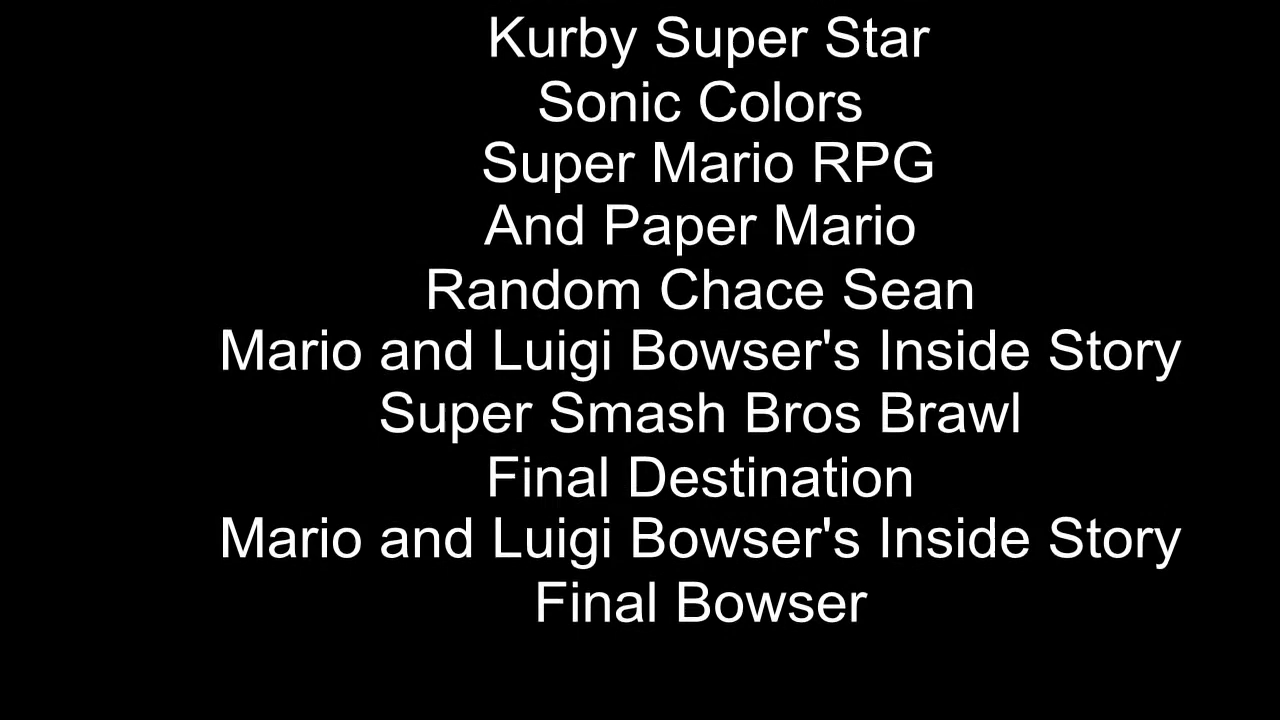 Kurby Super Star
Sonic Colors
Super Mario RPG
And Paper Mario
Random Chace Sean
Mario and Luigi Bowser's Inside Story
Super Smash Bros Brawl
Final Destination
Mario and Luigi Bowser's Inside Story
Final Bowser